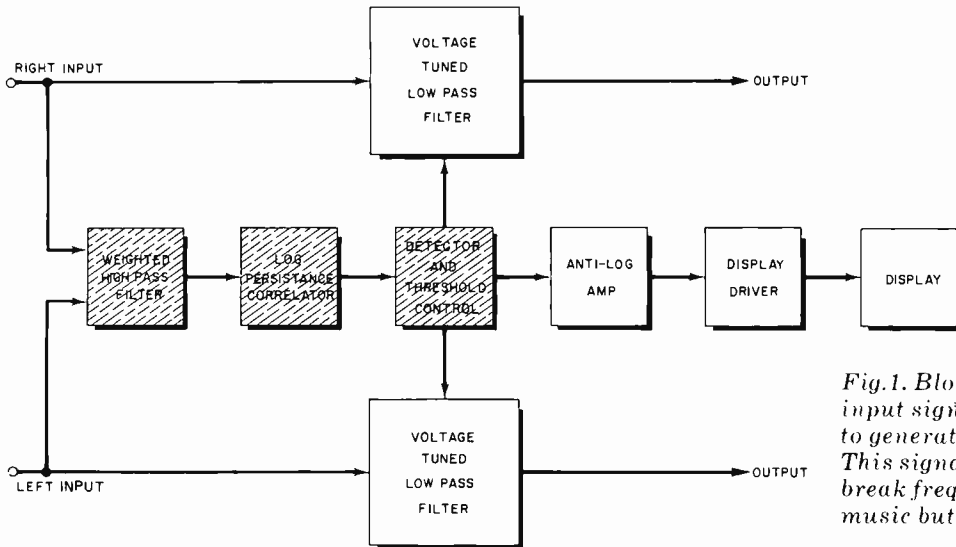 VOLTAGE
TUNED
LOW PASS
FILTER
RIGHT INPUT
OUTPUT
WEIGHTED
HIGH PASS
FILTER
LOG
PERSISTANCE
CORRELATOR
DETECTOR
AND
THRESHOLD
CONTROL
ANTI-LOG
AMP
DISPLAY
DRIVER
DISPLAY
LEFT INPUT
VOLTAGE
TUNED
LOW PASS
FILTER
OUTPUT
Fig.1. Blo
input sign
to generat
This signa
break freq
music but